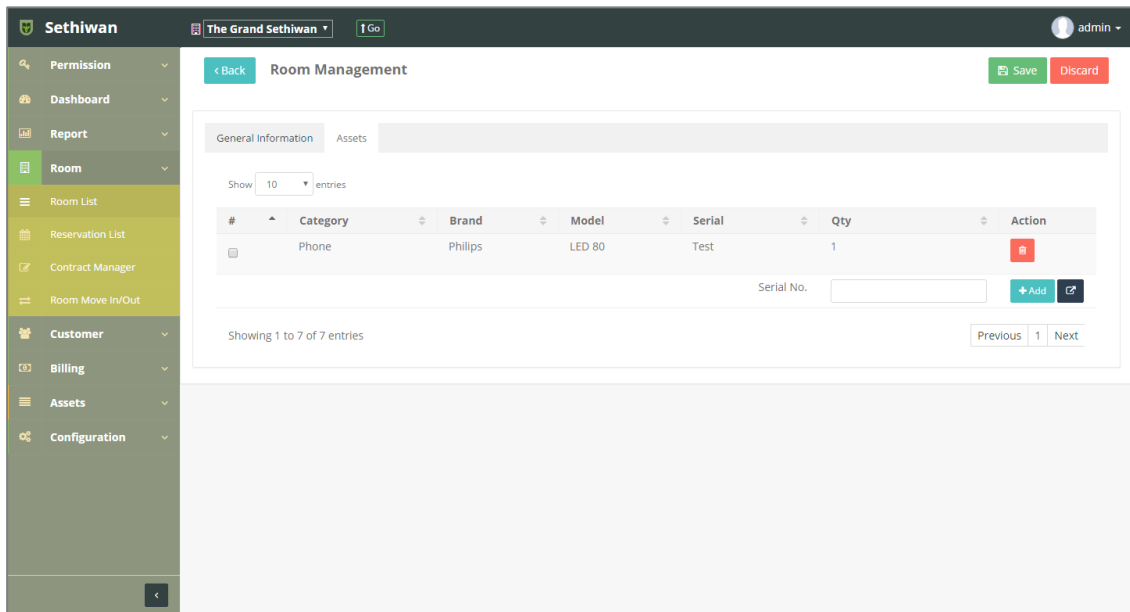 Sethiwan
The Grand Sethiwan
Go
admin
Permission
Dashboard
Report
Room
Room List
Reservation List
Contract Manager
Room Move In/Out
Customer
Billing
Assets
Configuration
Back
Room Management
Save
Discard
General Information
Assets
Show 10 entries
# Category Brand Model Serial Qty Action
Phone Philips LED 80 Test 1
Serial No.
+ Add
Showing 1 to 7 of 7 entries
Previous 1 Next